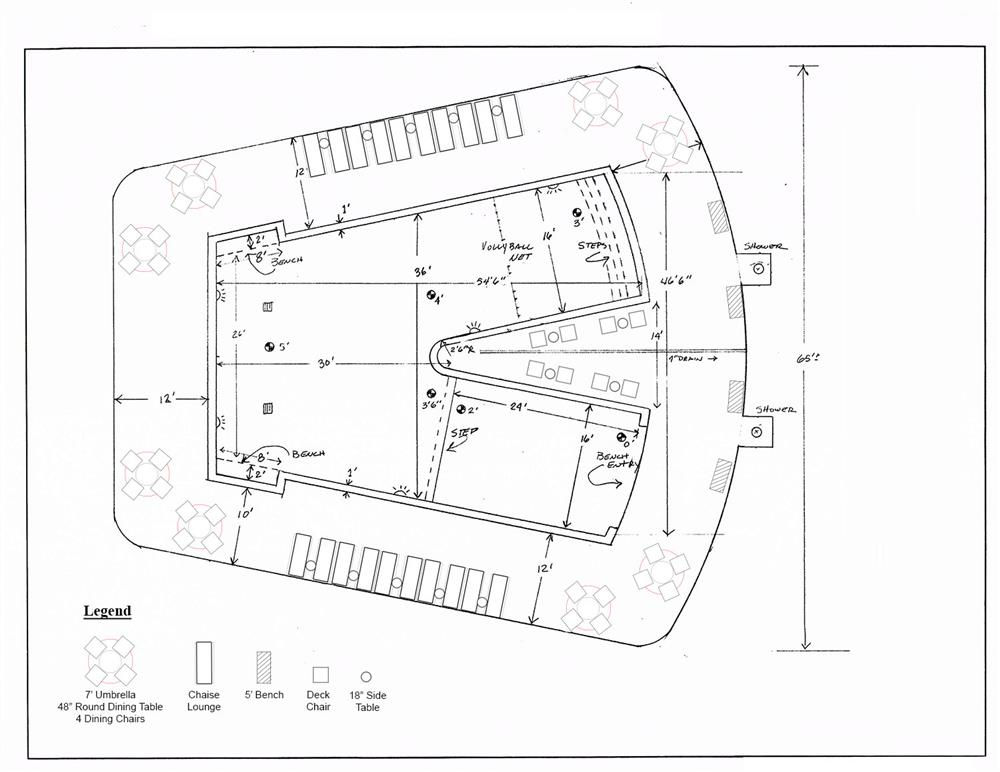 12'
1'
2'
8'
BENCH
36'
VOLLYBALL
NET
16'
3'
STEPS
SHOWER
54'6"
46'6"
4'
26'
5'
30'
2'6"R
14'
1" DRAIN →
65'±
12'
3'6"
2'
24'
STEP
16'
0'
BENCH
ENTRY
SHOWER
8'
BENCH
2'
1'
10'
12'
Legend
7' Umbrella
48" Round Dining Table
4 Dining Chairs
Chaise
Lounge
5' Bench
Deck
Chair
18" Side
Table